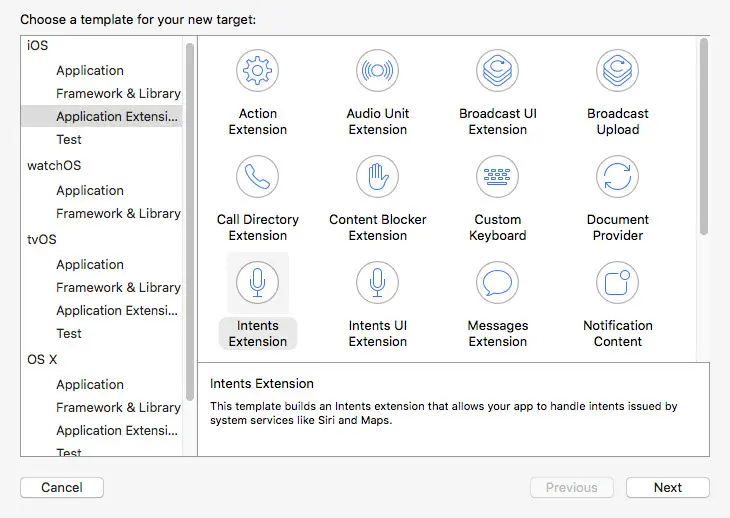 Choose a template for your new target:
iOS
Application
Framework & Library
Application Extensi...
Test
watchOS
Application
Framework & Library
tvOS
Application
Framework & Library
Application Extensi...
Test
OS X
Application
Framework & Library
Application Extensi...
Test
Action
Extension
Audio Unit
Extension
Broadcast UI
Extension
Broadcast
Upload
Call Directory
Extension
Content Blocker
Extension
Custom
Keyboard
Document
Provider
Intents
Extension
Intents UI
Extension
Messages
Extension
Notification
Content
Intents Extension
This template builds an Intents extension that allows your app to handle intents issued by
system services like Siri and Maps.
Cancel
Previous
Next